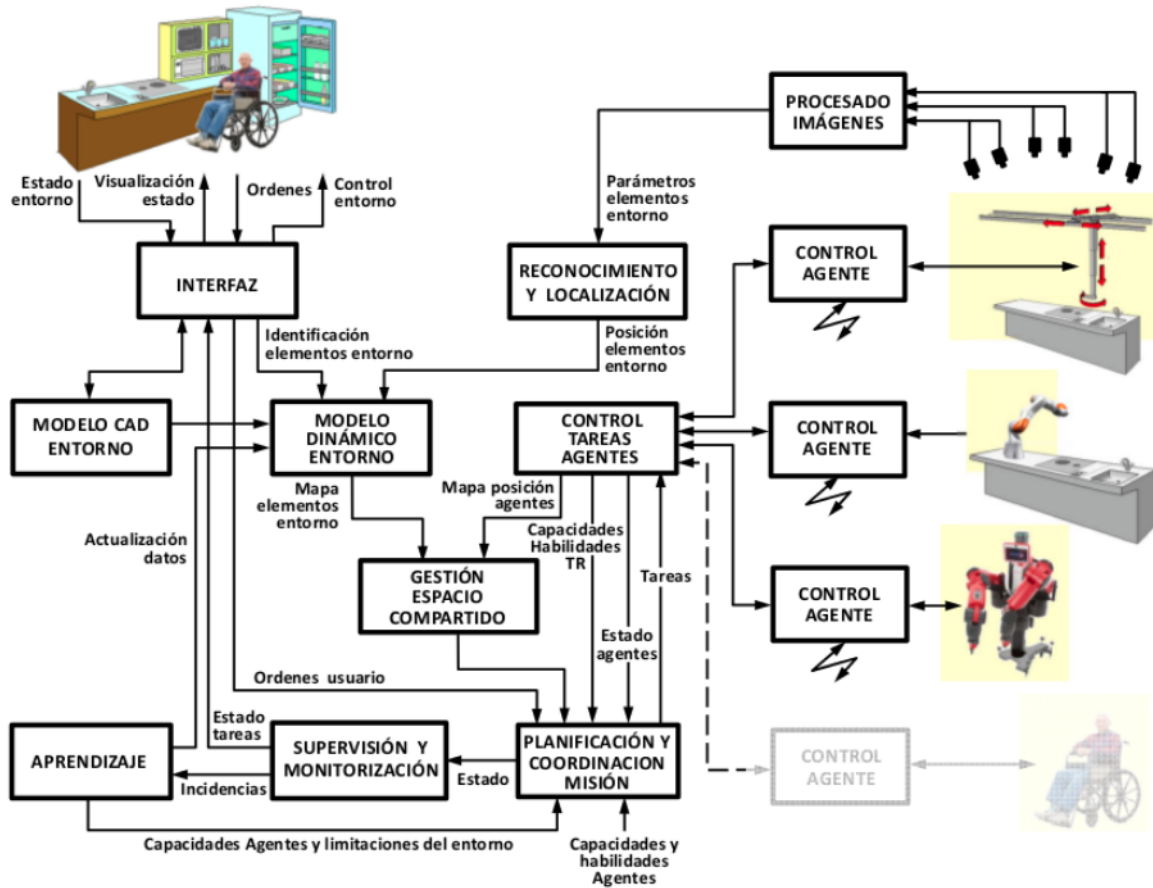 PROCESADO
IMÁGENES
Estado
entorno
Visualización
estado
Ordenes
Control
entorno
Parámetros
elementos
entorno
INTERFAZ
RECONOCIMIENTO
Y LOCALIZACIÓN
CONTROL
AGENTE
Identificación
elementos entorno
Posición
elementos
entorno
MODELO CAD
ENTORNO
MODELO
DINÁMICO
ENTORNO
CONTROL
TAREAS
AGENTES
CONTROL
AGENTE
Mapa
elementos
entorno
Mapa posición
agentes
Actualización
datos
Capacidades
Habilidades
TR
Tareas
GESTIÓN
ESPACIO
COMPARTIDO
CONTROL
AGENTE
Estado
agentes
Ordenes usuario
Estado
tareas
APRENDIZAJE
SUPERVISIÓN Y
MONITORIZACIÓN
PLANIFICACIÓN Y
COORDINACION
MISIÓN
CONTROL
AGENTE
Estado
Incidencias
Capacidades Agentes y limitaciones del entorno
Capacidades y
habilidades
Agentes